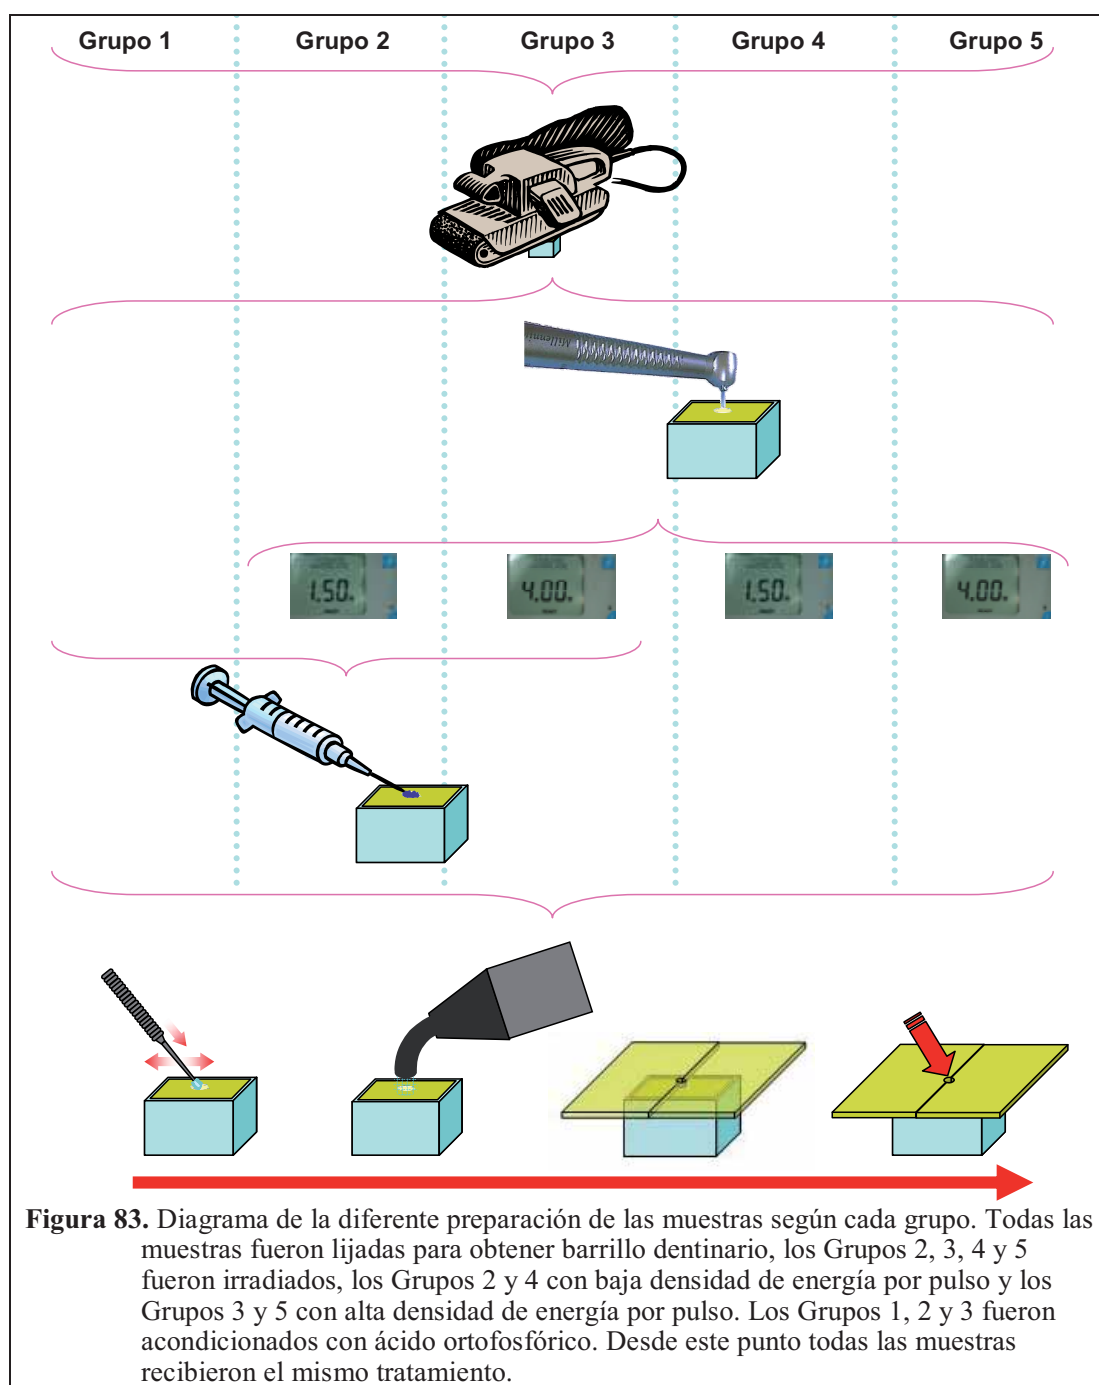 Grupo 1 Grupo 2 Grupo 3 Grupo 4 Grupo 5
Millenni
1.50 4.00 1.50 4.00
Figura 83. Diagrama de la diferente preparación de las muestras según cada grupo. Todas las
muestras fueron lijadas para obtener barrillo dentinario, los Grupos 2, 3, 4 y 5
fueron irradiados, los Grupos 2 y 4 con baja densidad de energía por pulso y los
Grupos 3 y 5 con alta densidad de energía por pulso. Los Grupos 1, 2 y 3 fueron
acondicionados con ácido ortofosfórico. Desde este punto todas las muestras
recibieron el mismo tratamiento.